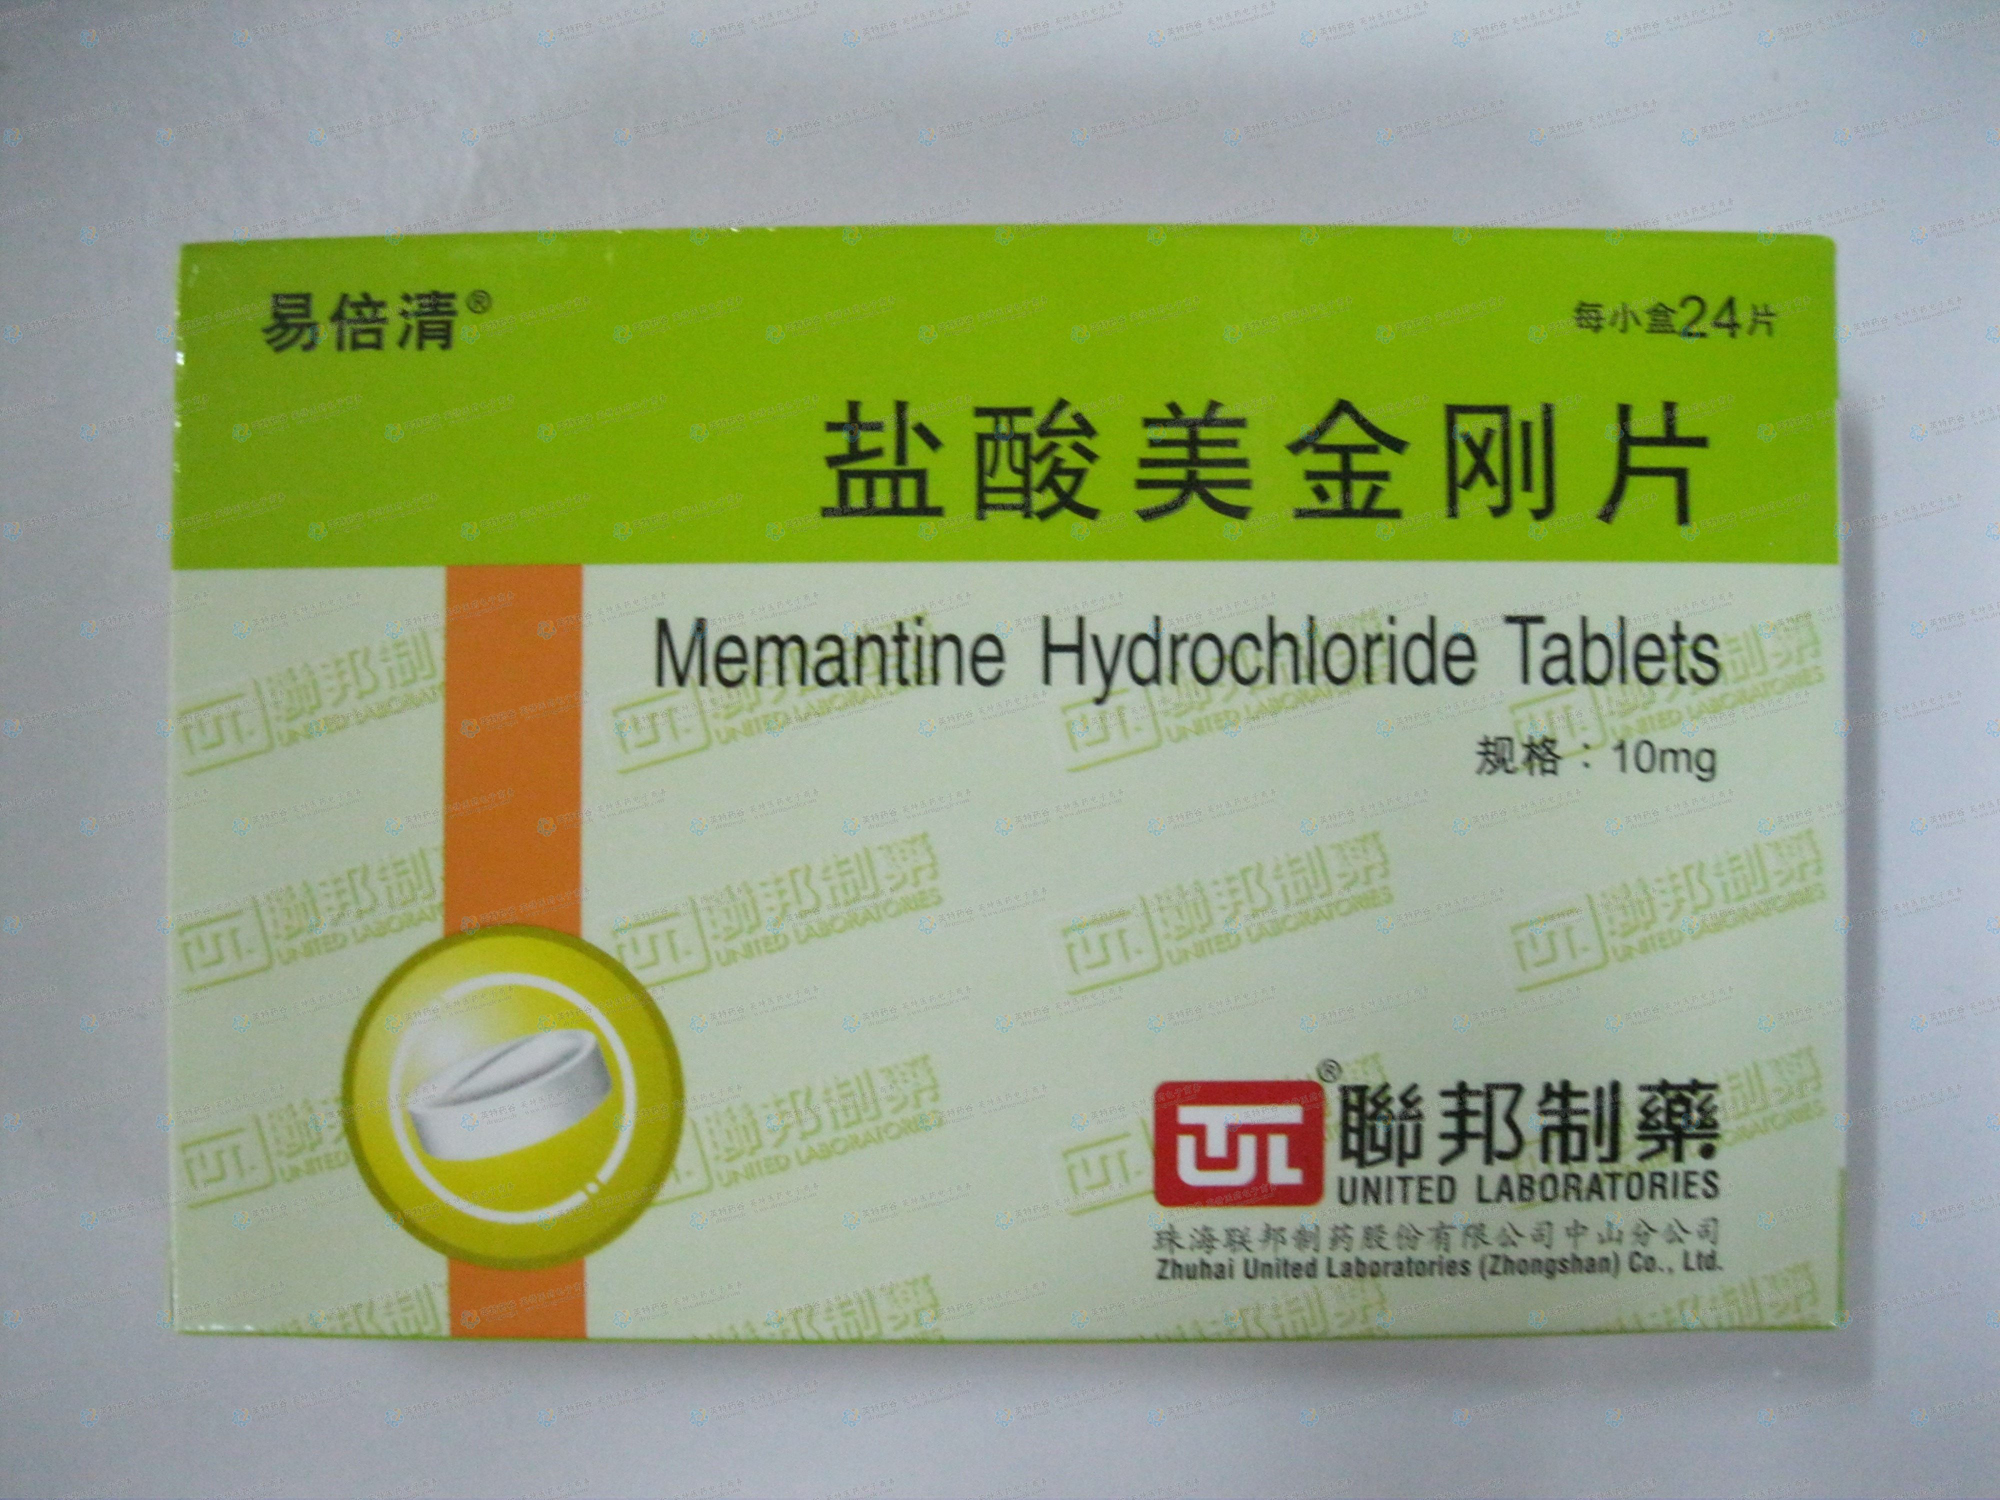 易倍清®
每小盒24片
盐酸美金刚片
Memantine Hydrochloride Tablets
规格：10mg
®
聯邦制藥
UNITED LABORATORIES
珠海联邦制药股份有限公司中山分公司
Zhuhai United Laboratories (Zhongshan) Co., Ltd.